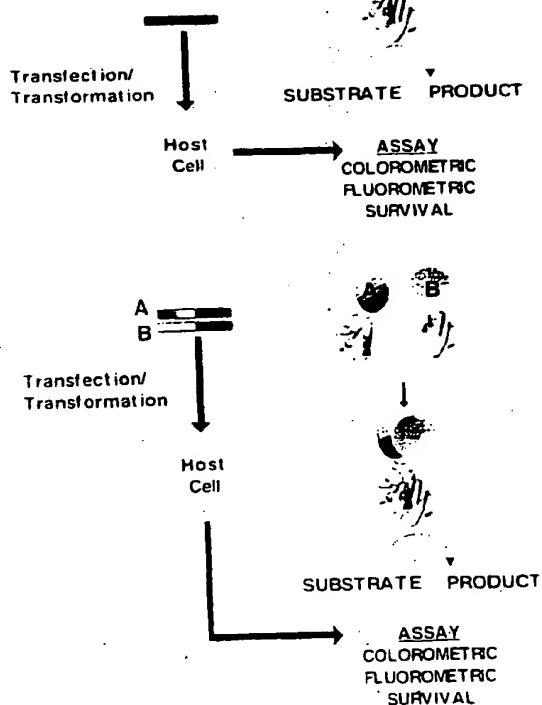 Transfection/
Transformation
SUBSTRATE PRODUCT
Host
Cell
ASSAY
COLOROMETRIC
FLUOROMETRIC
SURVIVAL
A
B
A B
Transfection/
Transformation
Host
Cell
SUBSTRATE PRODUCT
ASSAY
COLOROMETRIC
FLUOROMETRIC
SURVIVAL